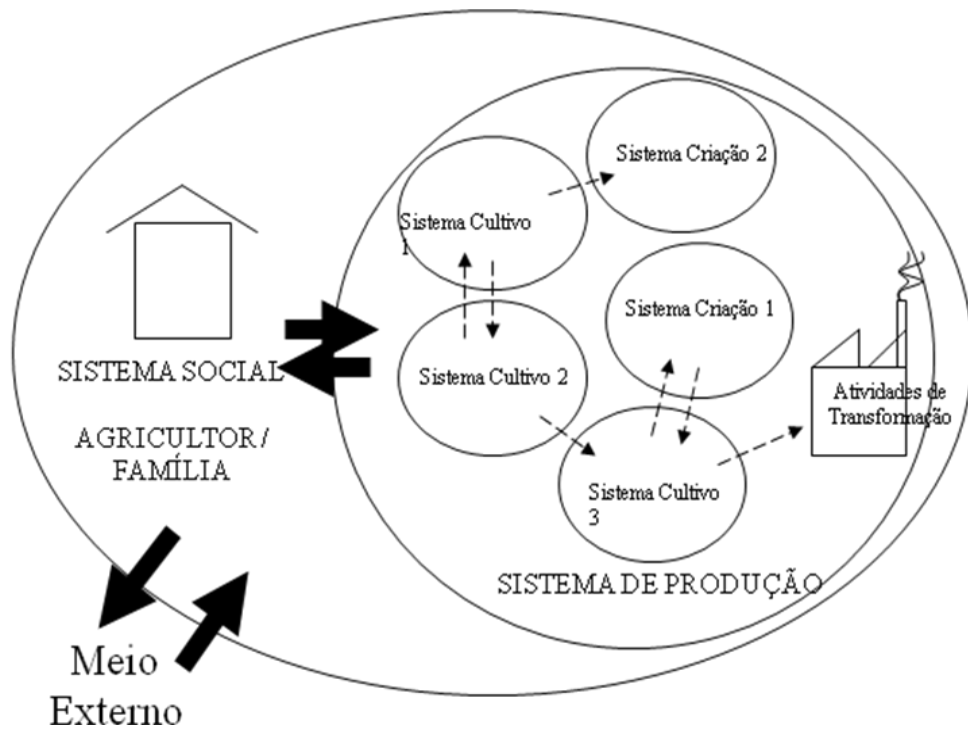 Sistema Criação 2
Sistema Cultivo
1
Sistema Criação 1
Sistema Cultivo 2
Atividades de
Transformação
Sistema Cultivo
3
SISTEMA SOCIAL
AGRICULTOR /
FAMÍLIA
SISTEMA DE PRODUÇÃO
Meio
Externo